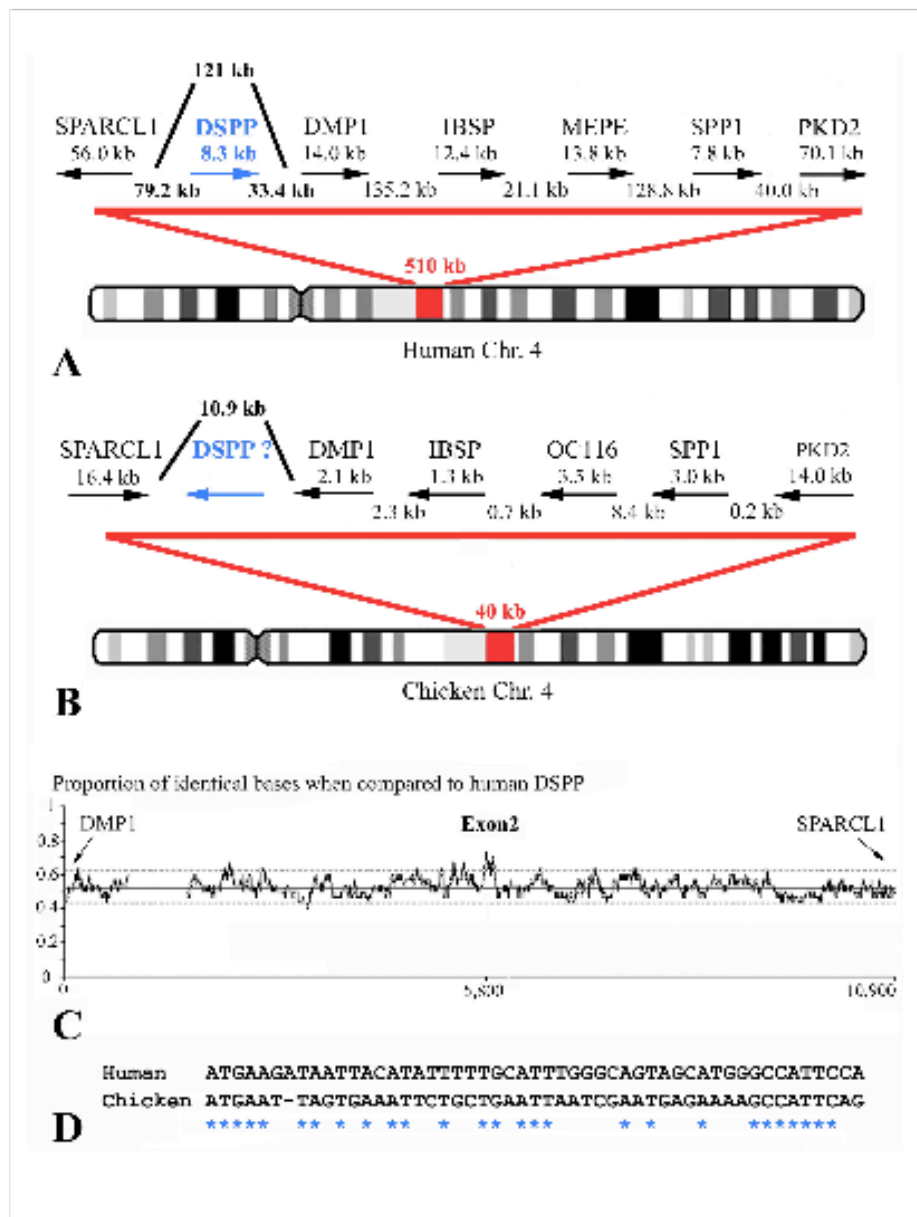 121 kb
SPARCL1 DSPP DMP1 IBSP MEPE SPP1 PKD2
56.0 kb 8.3 kb 14.0 kb 12.4 kb 13.8 kb 7.8 kb 70.1 kb
79.2 kb 33.4 kb 135.2 kb 21.1 kb 128.8 kb 40.0 kb
510 kb
Human Chr. 4
A
10.9 kb
SPARCL1 DSPP ? DMP1 IBSP OC116 SPP1 PKD2
16.4 kb 2.1 kb 1.3 kb 3.5 kb 3.0 kb 14.0 kb
2.3 kb 0.7 kb 8.4 kb 0.2 kb
40 kb
Chicken Chr. 4
B
Proportion of identical bases when compared to human DSPP
1
DMP1 Exon2 SPARCL1
0.8
0.6
0.4
0.2
0
0 5,800 10,900
C
Human ATGAAGATAATTACATATTTTTGCATTTGGGCAGTAGCATGGGCCATTCCA
Chicken ATGAAT-TAGTGAAATTCTGCTGAATTAATCGAATGAGAAAAGCCATTCAG
D